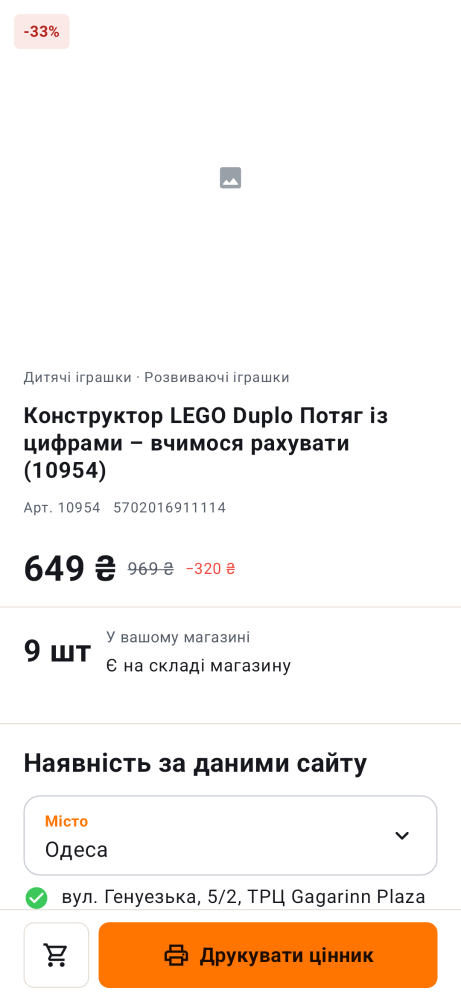 -33%
Дитячі іграшки · Розвиваючі іграшки
Конструктор LEGO Duplo Потяг із
цифрами – вчимося рахувати
(10954)
Арт. 10954 5702016911114
649 ₴ 969 ₴ −320 ₴
9 шт
У вашому магазині
Є на складі магазину
Наявність за даними сайту
Місто
Одеса
вул. Генуезька, 5/2, ТРЦ Gagarinn Plaza
Друкувати цінник